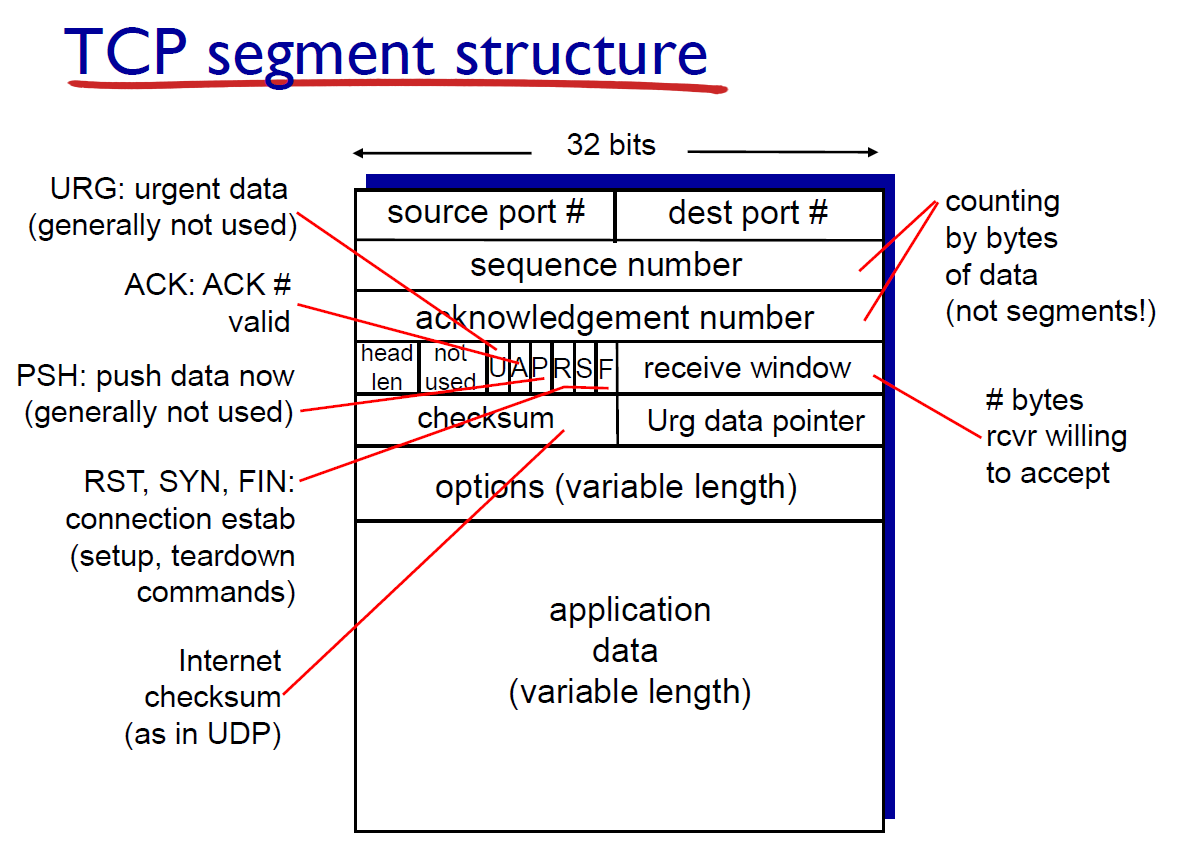 TCP segment structure
32 bits
URG: urgent data
(generally not used)
ACK: ACK #
valid
PSH: push data now
(generally not used)
RST, SYN, FIN:
connection estab
(setup, teardown
commands)
Internet
checksum
(as in UDP)
source port #
dest port #
sequence number
acknowledgement number
head
len
not
used
U
A
P
R
S
F
receive window
checksum
Urg data pointer
options (variable length)
application
data
(variable length)
counting
by bytes
of data
(not segments!)
# bytes
rcvr willing
to accept